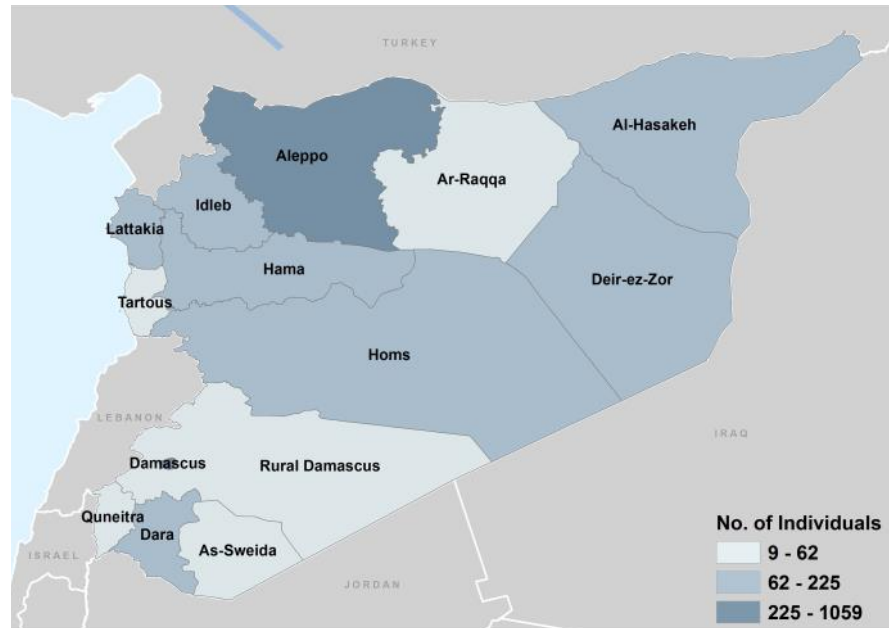 TURKEY
Al-Hasakeh
Aleppo
Ar-Raqqa
Idleb
Lattakia
Hama
Deir-ez-Zor
Tartous
Homs
LEBANON
IRAQ
Damascus
Rural Damascus
Quneitra
Dara
As-Sweida
ISRAEL
JORDAN
No. of Individuals
9 - 62
62 - 225
225 - 1059